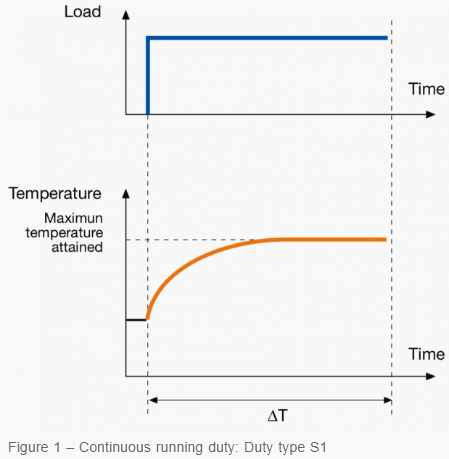 Load
Time
Temperature
Maximun
temperature
attained
Time
ΔT
Figure 1 – Continuous running duty: Duty type S1